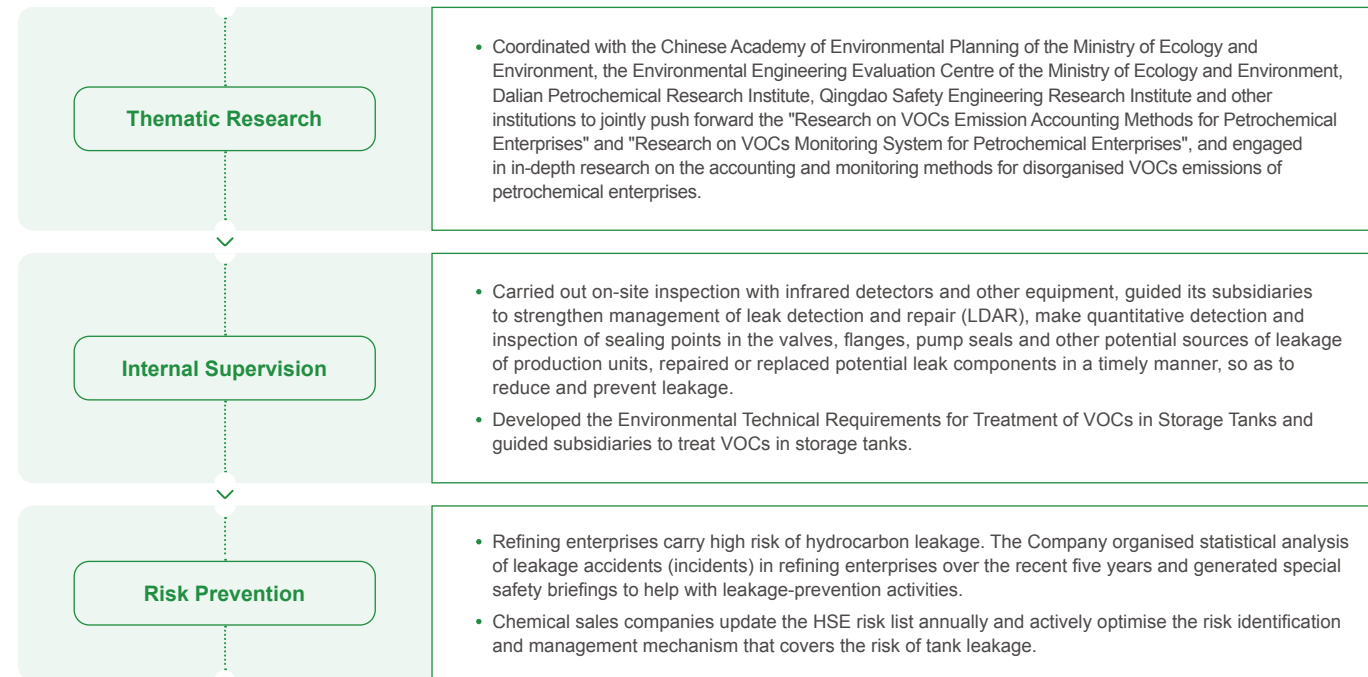 Thematic Research
• Coordinated with the Chinese Academy of Environmental Planning of the Ministry of Ecology and
Environment, the Environmental Engineering Evaluation Centre of the Ministry of Ecology and Environment,
Dalian Petrochemical Research Institute, Qingdao Safety Engineering Research Institute and other
institutions to jointly push forward the "Research on VOCs Emission Accounting Methods for Petrochemical
Enterprises" and "Research on VOCs Monitoring System for Petrochemical Enterprises", and engaged
in in-depth research on the accounting and monitoring methods for disorganised VOCs emissions of
petrochemical enterprises.
Internal Supervision
• Carried out on-site inspection with infrared detectors and other equipment, guided its subsidiaries
to strengthen management of leak detection and repair (LDAR), make quantitative detection and
inspection of sealing points in the valves, flanges, pump seals and other potential sources of leakage
of production units, repaired or replaced potential leak components in a timely manner, so as to
reduce and prevent leakage.
• Developed the Environmental Technical Requirements for Treatment of VOCs in Storage Tanks and
guided subsidiaries to treat VOCs in storage tanks.
Risk Prevention
• Refining enterprises carry high risk of hydrocarbon leakage. The Company organised statistical analysis
of leakage accidents (incidents) in refining enterprises over the recent five years and generated special
safety briefings to help with leakage-prevention activities.
• Chemical sales companies update the HSE risk list annually and actively optimise the risk identification
and management mechanism that covers the risk of tank leakage.